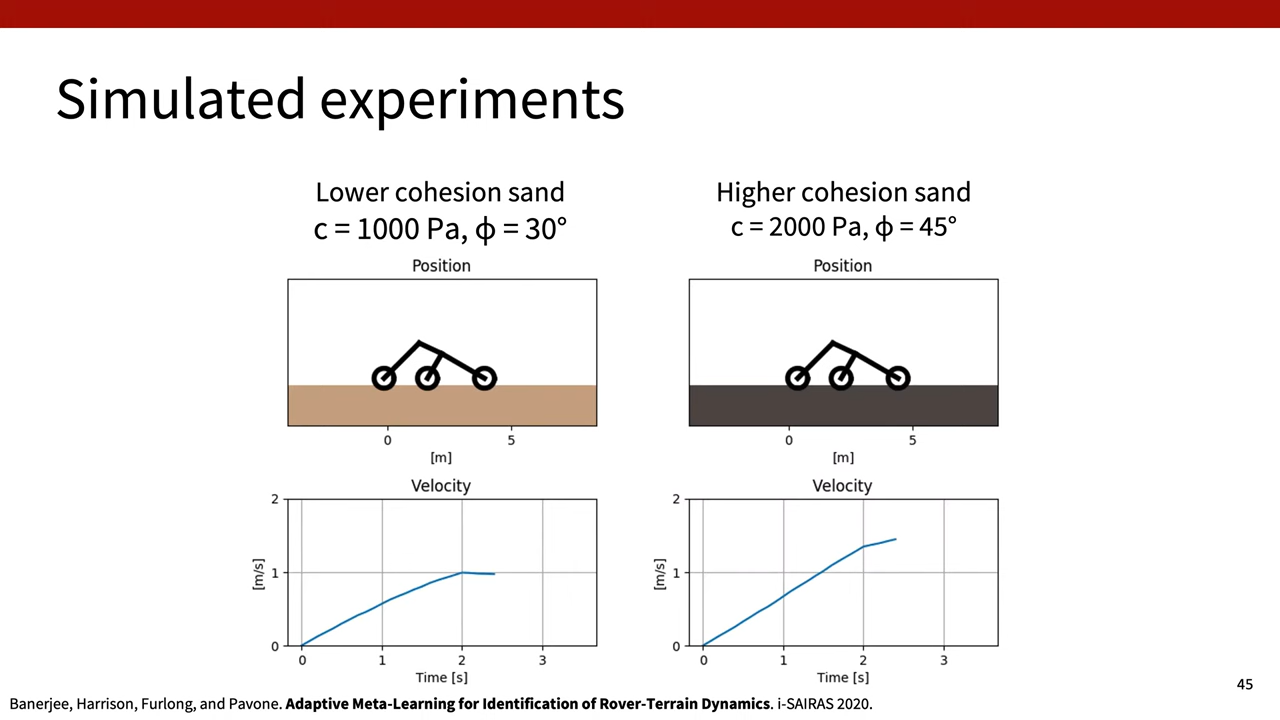 Simulated experiments
Lower cohesion sand
c = 1000 Pa, ϕ = 30°
Position
0 5
[m]
Velocity
2
1
0
[m/s]
0 1 2 3
Time [s]
Higher cohesion sand
c = 2000 Pa, ϕ = 45°
Position
0 5
[m]
Velocity
2
1
0
[m/s]
0 1 2 3
Time [s]
45
Banerjee, Harrison, Furlong, and Pavone. Adaptive Meta-Learning for Identification of Rover-Terrain Dynamics. i-SAIRAS 2020.